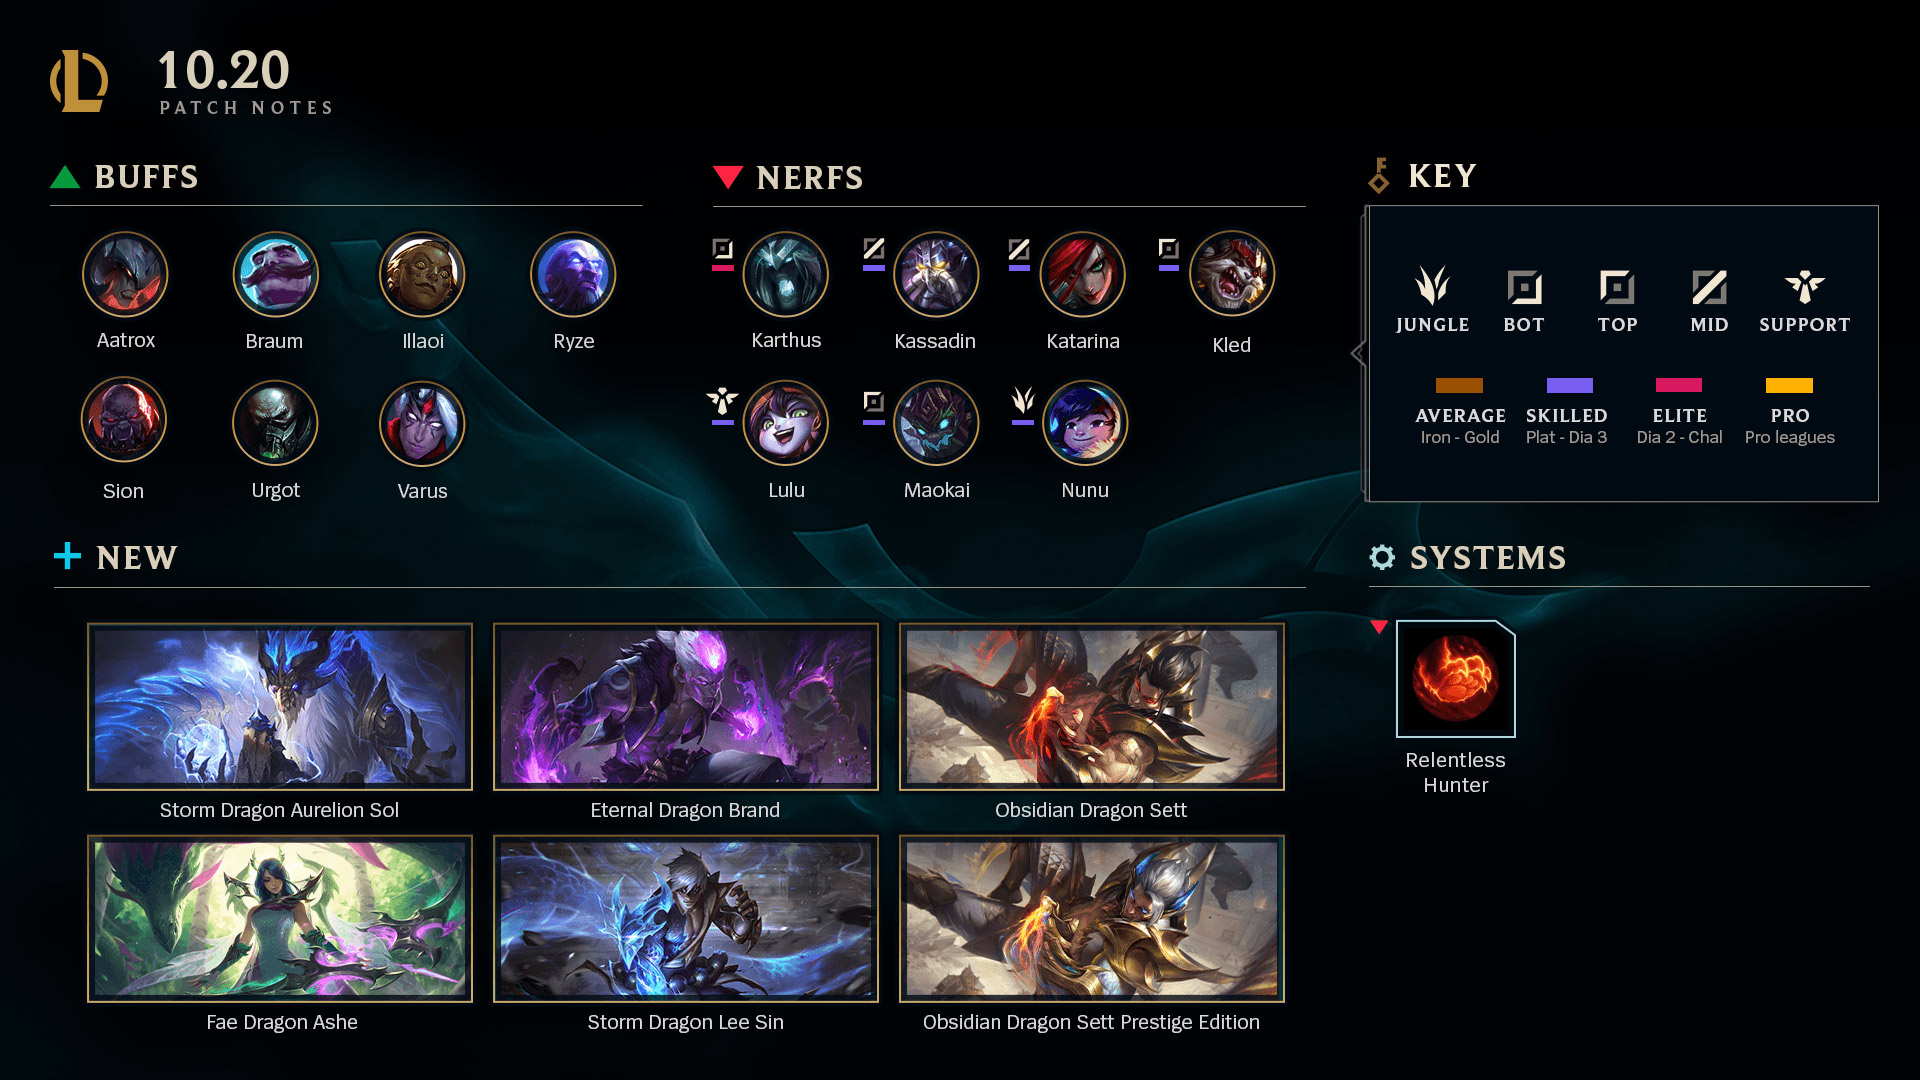 10.20
PATCH NOTES
BUFFS
Aatrox
Braum
Illaoi
Ryze
Sion
Urgot
Varus
NERFS
Karthus
Kassadin
Katarina
Kled
Lulu
Maokai
Nunu
KEY
JUNGLE
BOT
TOP
MID
SUPPORT
AVERAGE
Iron - Gold
SKILLED
Plat - Dia 3
ELITE
Dia 2 - Chal
PRO
Pro leagues
NEW
Storm Dragon Aurelion Sol
Eternal Dragon Brand
Obsidian Dragon Sett
Fae Dragon Ashe
Storm Dragon Lee Sin
Obsidian Dragon Sett Prestige Edition
SYSTEMS
Relentless
Hunter